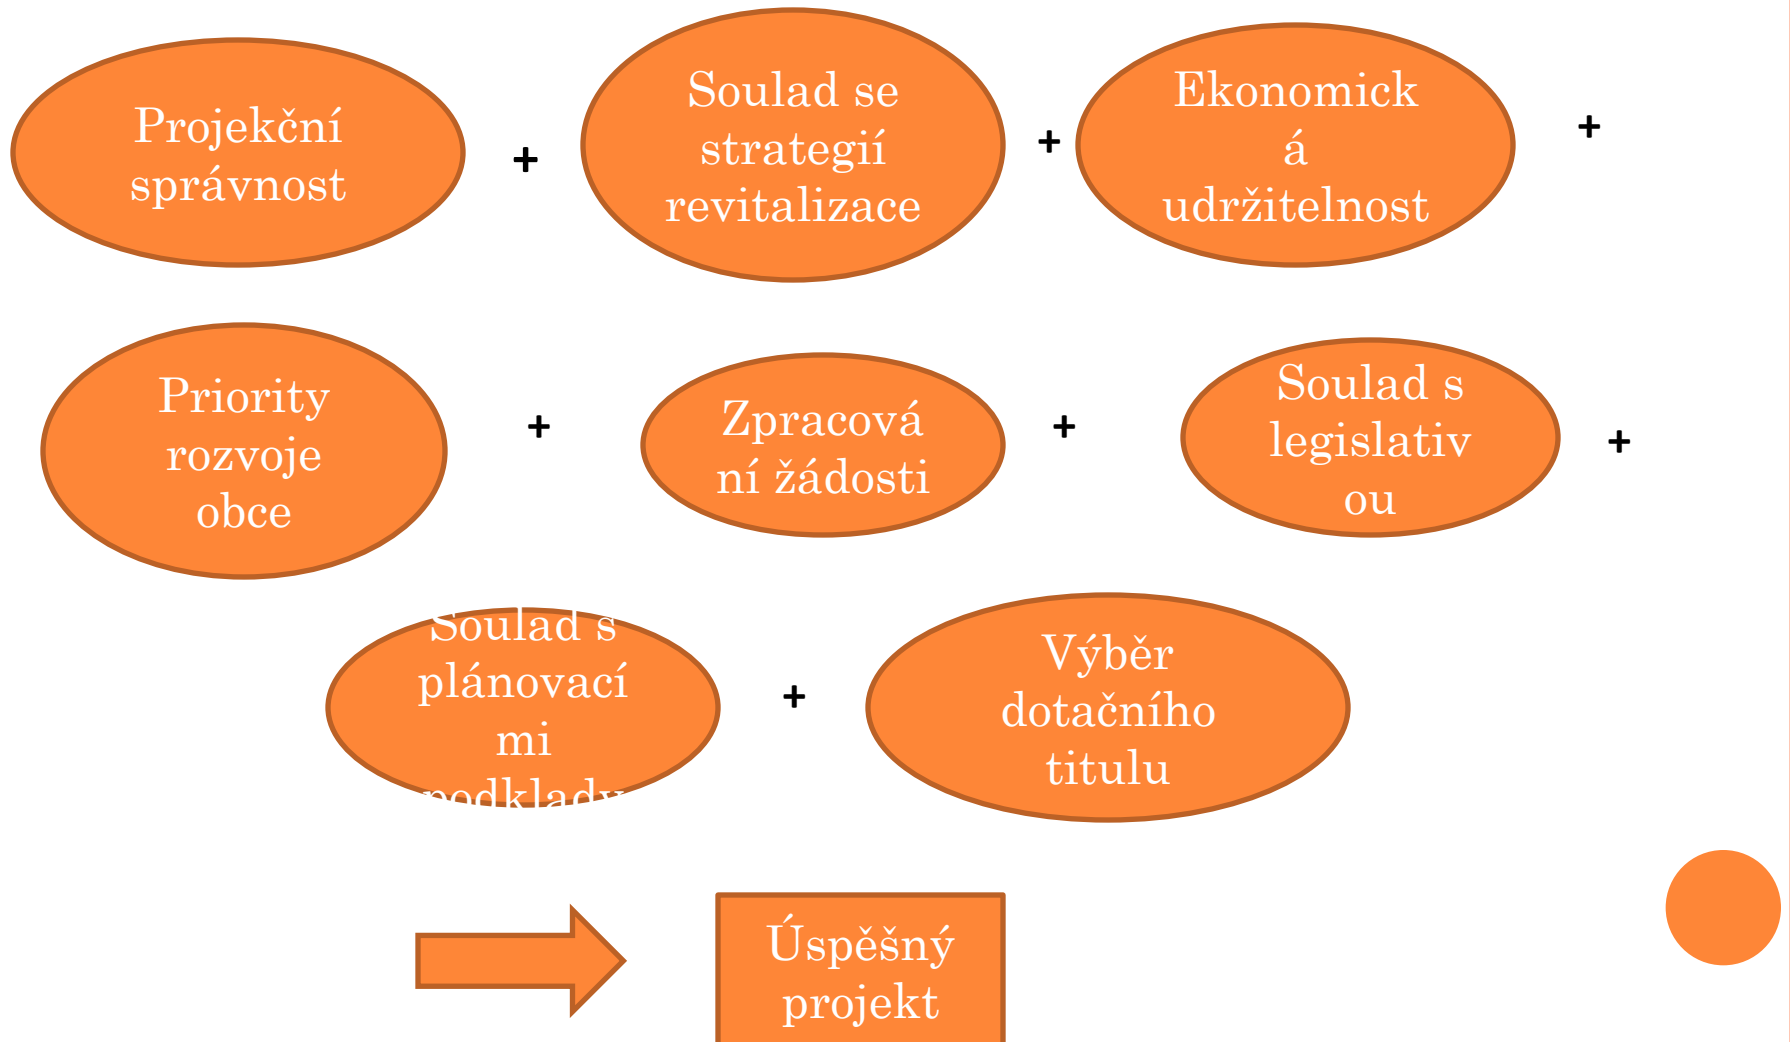 Projekční
správnost
+
Soulad se
strategií
revitalizace
+
Ekonomick
á
udržitelnost
+
Priority
rozvoje
obce
+
Zpracová
ní žádosti
+
Soulad s
legislativ
ou
+
Soulad s
plánovací
mi
podklady
+
Výběr
dotačního
titulu
Úspěšný
projekt